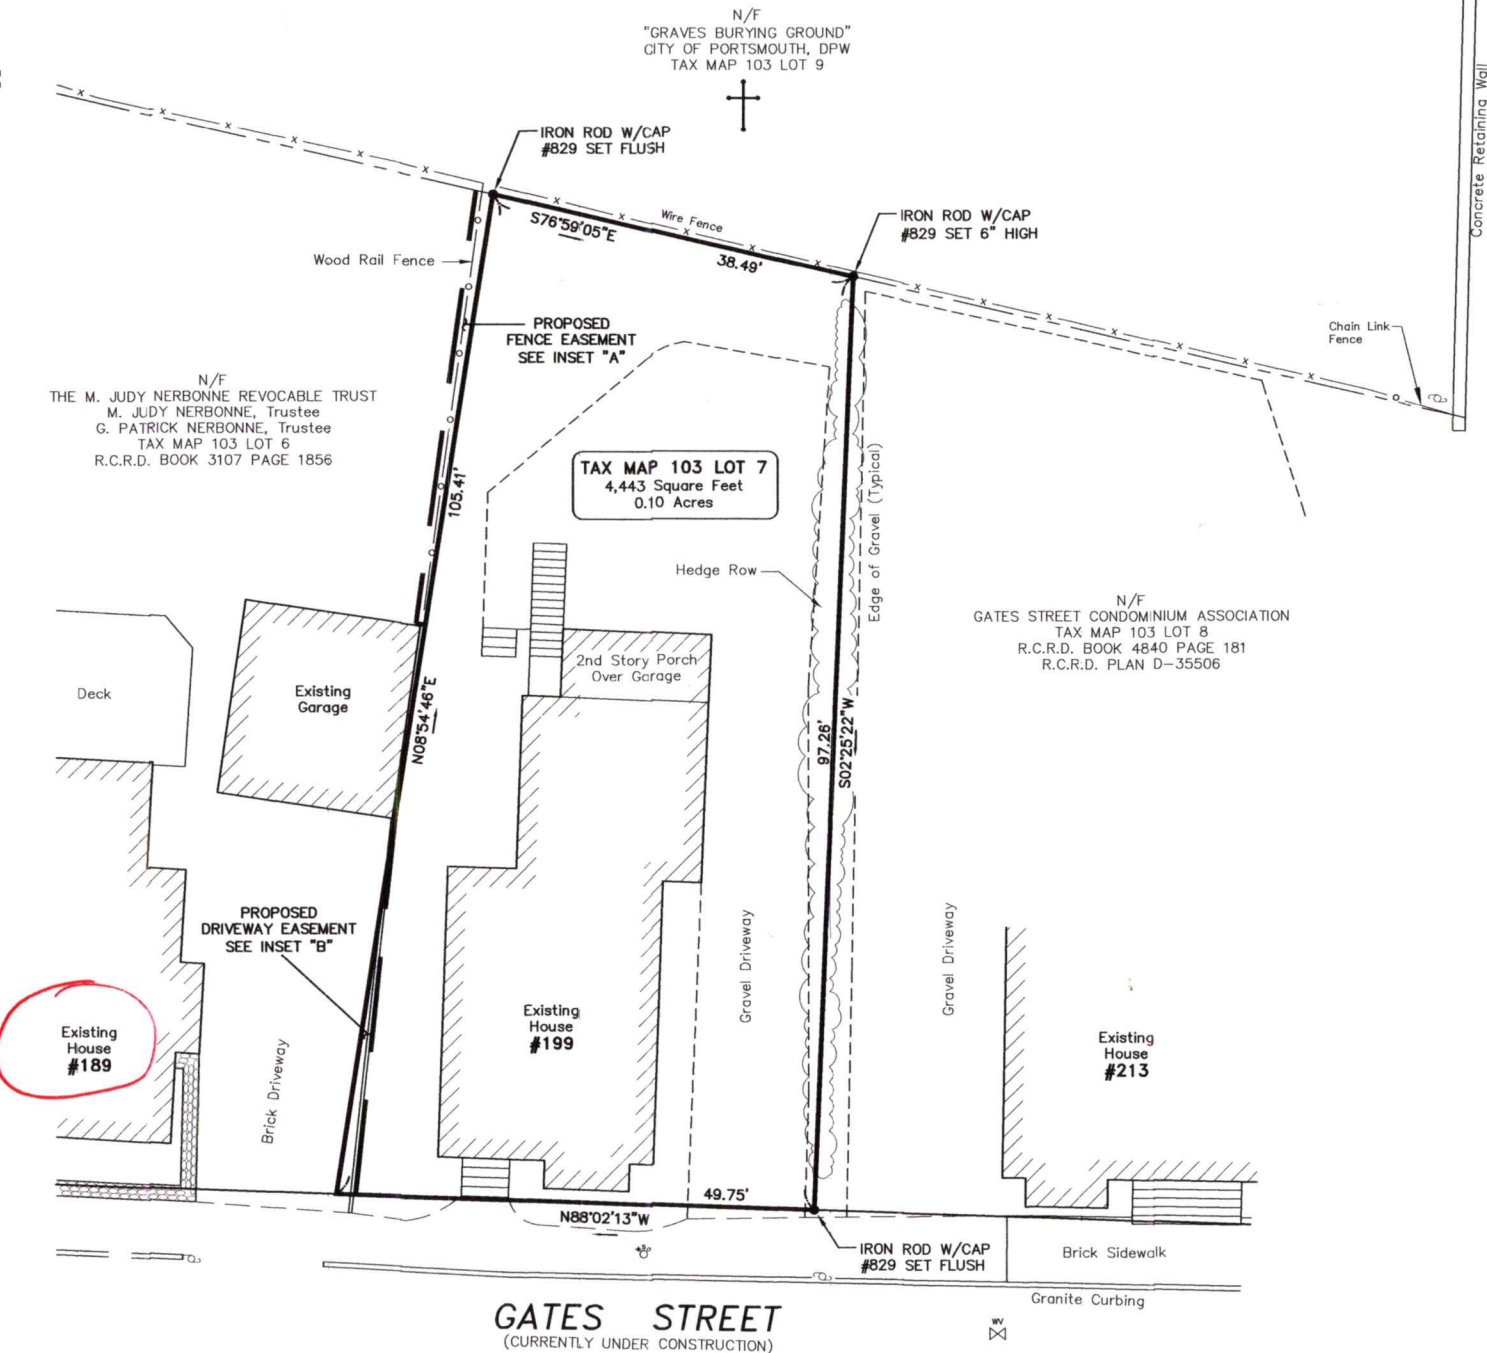 N/F
"GRAVES BURYING GROUND"
CITY OF PORTSMOUTH, DPW
TAX MAP 103 LOT 9
Concrete Retaining Wall
IRON ROD W/CAP
#829 SET FLUSH
S76°59'05"E
Wire Fence
38.49'
IRON ROD W/CAP
#829 SET 6" HIGH
Wood Rail Fence
PROPOSED
FENCE EASEMENT
SEE INSET "A"
Chain Link
Fence
N/F
THE M. JUDY NERBONNE REVOCABLE TRUST
M. JUDY NERBONNE, Trustee
G. PATRICK NERBONNE, Trustee
TAX MAP 103 LOT 6
R.C.R.D. BOOK 3107 PAGE 1856
105.41'
TAX MAP 103 LOT 7
4,443 Square Feet
0.10 Acres
Edge of Gravel (Typical)
Hedge Row
N/F
GATES STREET CONDOMINIUM ASSOCIATION
TAX MAP 103 LOT 8
R.C.R.D. BOOK 4840 PAGE 181
R.C.R.D. PLAN D-35506
Deck
Existing
Garage
N08°54'46"E
2nd Story Porch
Over Garage
97.26'
S02°25'22"W
PROPOSED
DRIVEWAY EASEMENT
SEE INSET "B"
Gravel Driveway
Gravel Driveway
Existing
House
#189
Brick Driveway
Existing
House
#199
Existing
House
#213
49.75'
N88°02'13"W
IRON ROD W/CAP
#829 SET FLUSH
Brick Sidewalk
Granite Curbing
GATES STREET
(CURRENTLY UNDER CONSTRUCTION)
WV